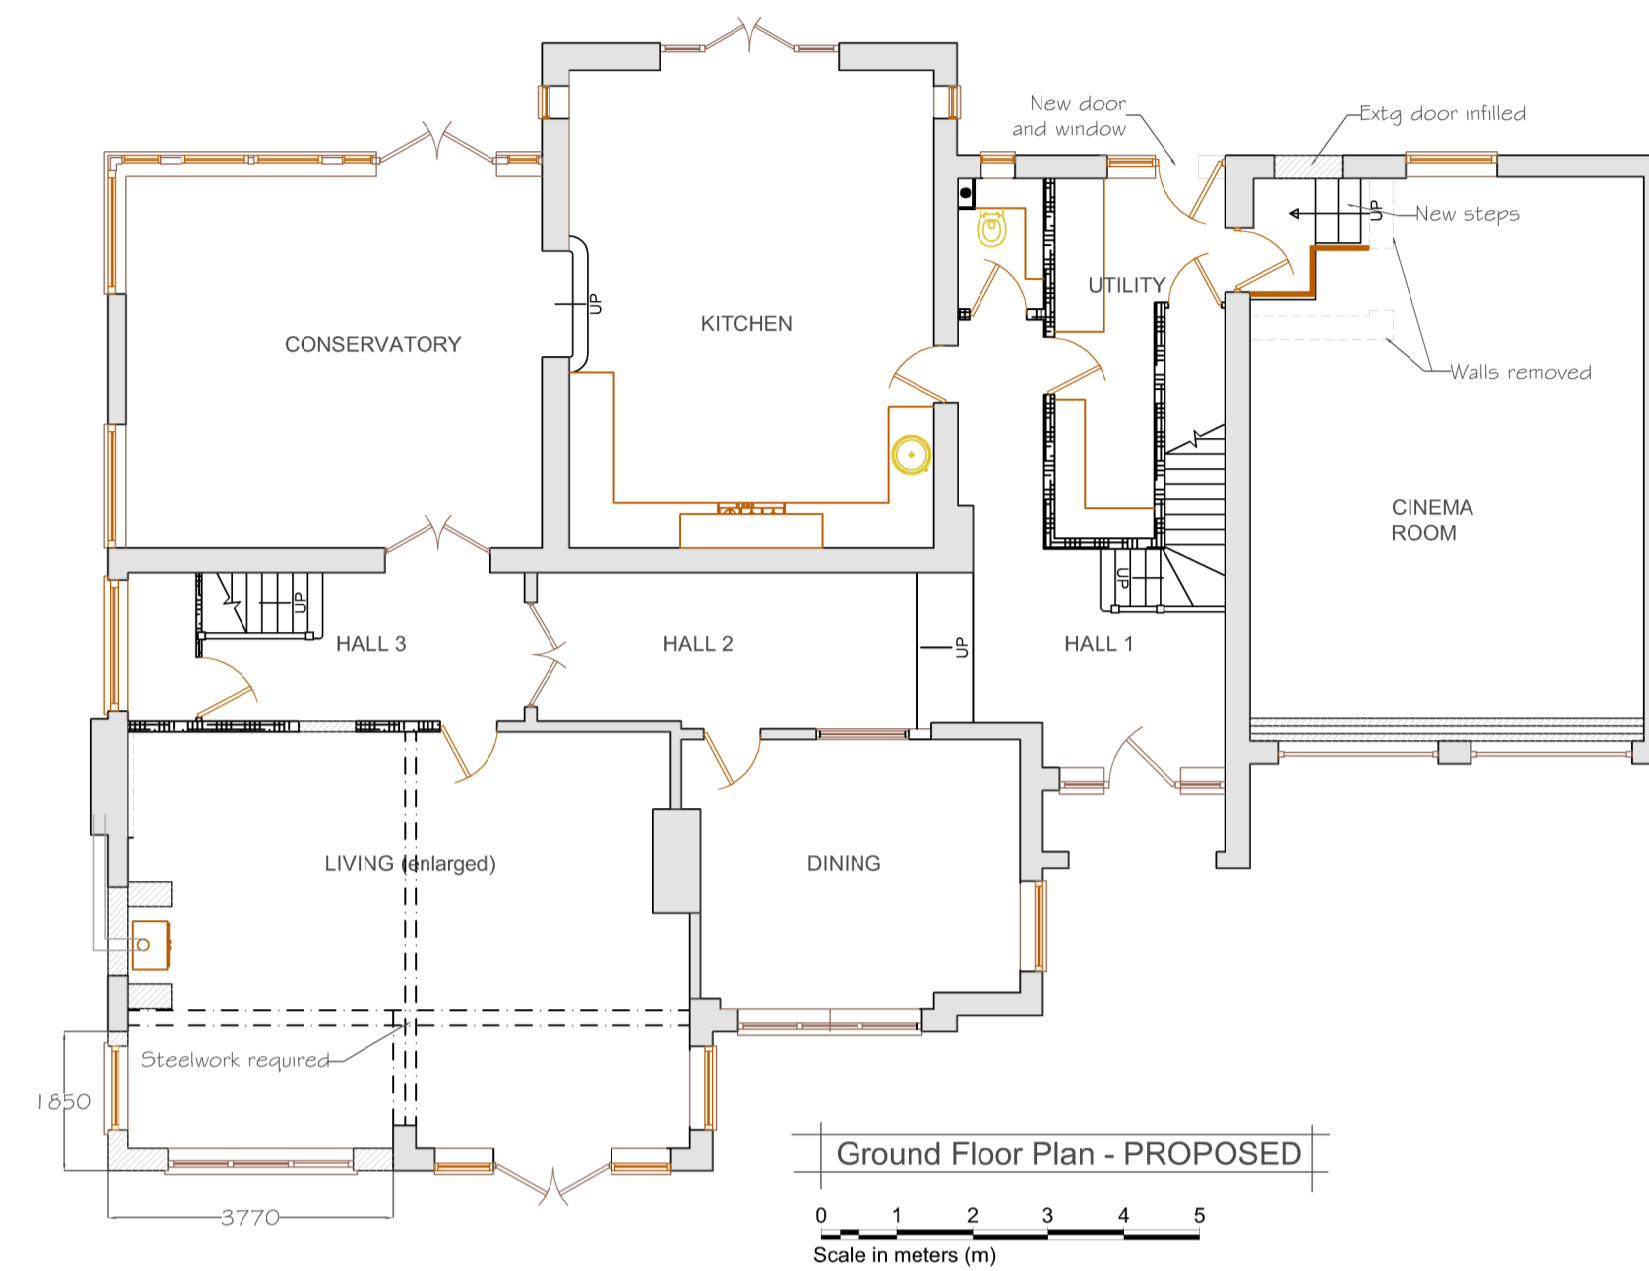 New door
and window
Extg door infilled
UP
New steps
UTILITY
UP
KITCHEN
CONSERVATORY
Walls removed
CINEMA
ROOM
UP
UP
HALL 3
HALL 2
UP
HALL 1
LIVING (enlarged)
DINING
Steelwork required
1850
Ground Floor Plan - PROPOSED
3770
0 1 2 3 4 5
Scale in meters (m)